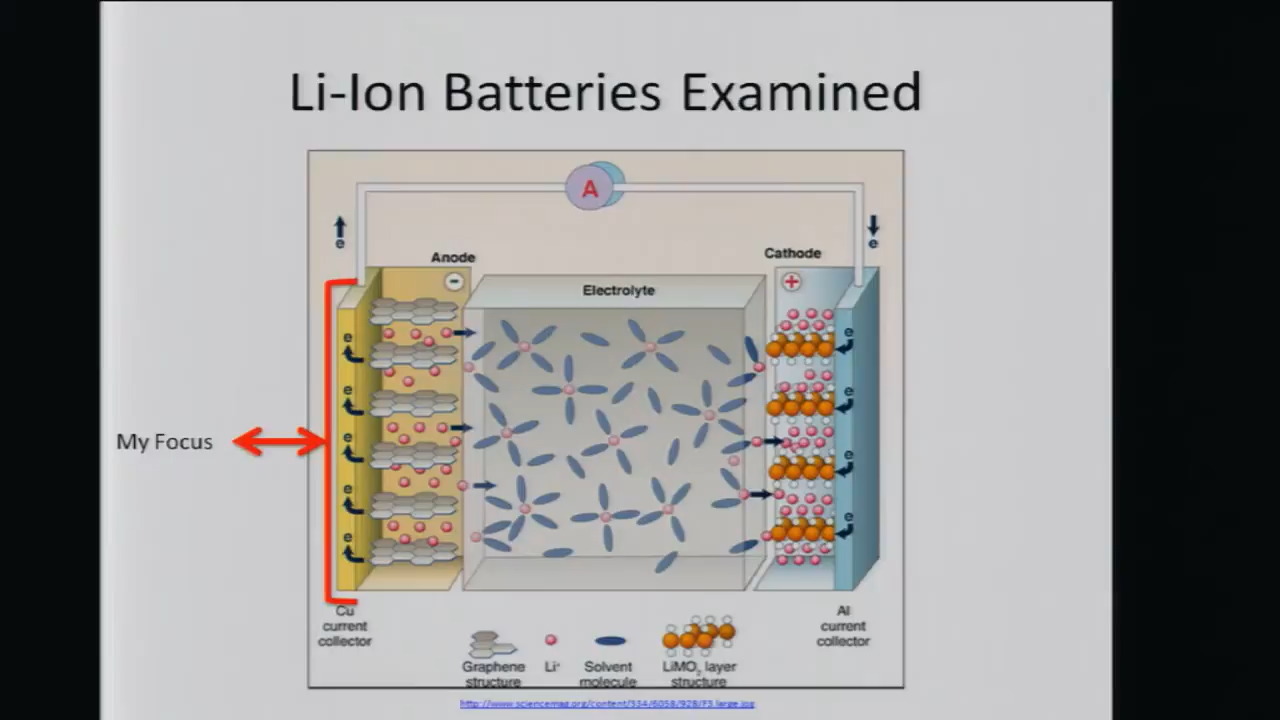 Li-Ion Batteries Examined
A
e
e
Anode
Cathode
-
+
Electrolyte
e
e
e
e
e
e
e
e
e
My Focus
Cu
current
collector
Al
current
collector
Graphene
structure
Li+
Solvent
molecule
LiMO2 layer
structure
http://www.sciencemag.org/content/334/6058/928/F3.large.jpg